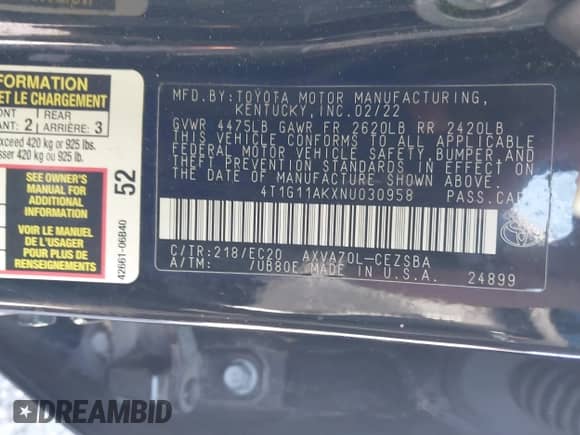 FORMATION
ET LE CHARGEMENT
ONT REAR
ANT: 2 ARRIÈRE: 3
exceed 420 kg or 925 lbs.
sser 420 kg ou 925 lb.
SEE OWNER'S
MANUAL FOR
ADDITIONAL
INFORMATION
VOIR LE MANUEL
DE L'USAGER
POUR PLUS DE
RENSEIGNEMENTS
52
42661-06B40
MFD.BY:TOYOTA MOTOR MANUFACTURING,
KENTUCKY,INC.02/22
GVWR 4475LB GAWR FR 2620LB RR 2420LB
THIS VEHICLE CONFORMS TO ALL APPLICABLE
FEDERAL MOTOR VEHICLE SAFETY,BUMPER,AND
THEFT PREVENTION STANDARDS IN EFFECT ON
THE DATE OF MANUFACTURE SHOWN ABOVE.
4T1G11AKXNU030958 PASS.CAR
C/TR:218/EC20 AXVA70L-CEZSBA
A/TM: /UB80E MADE IN U.S.A. 24899
DREAMBID